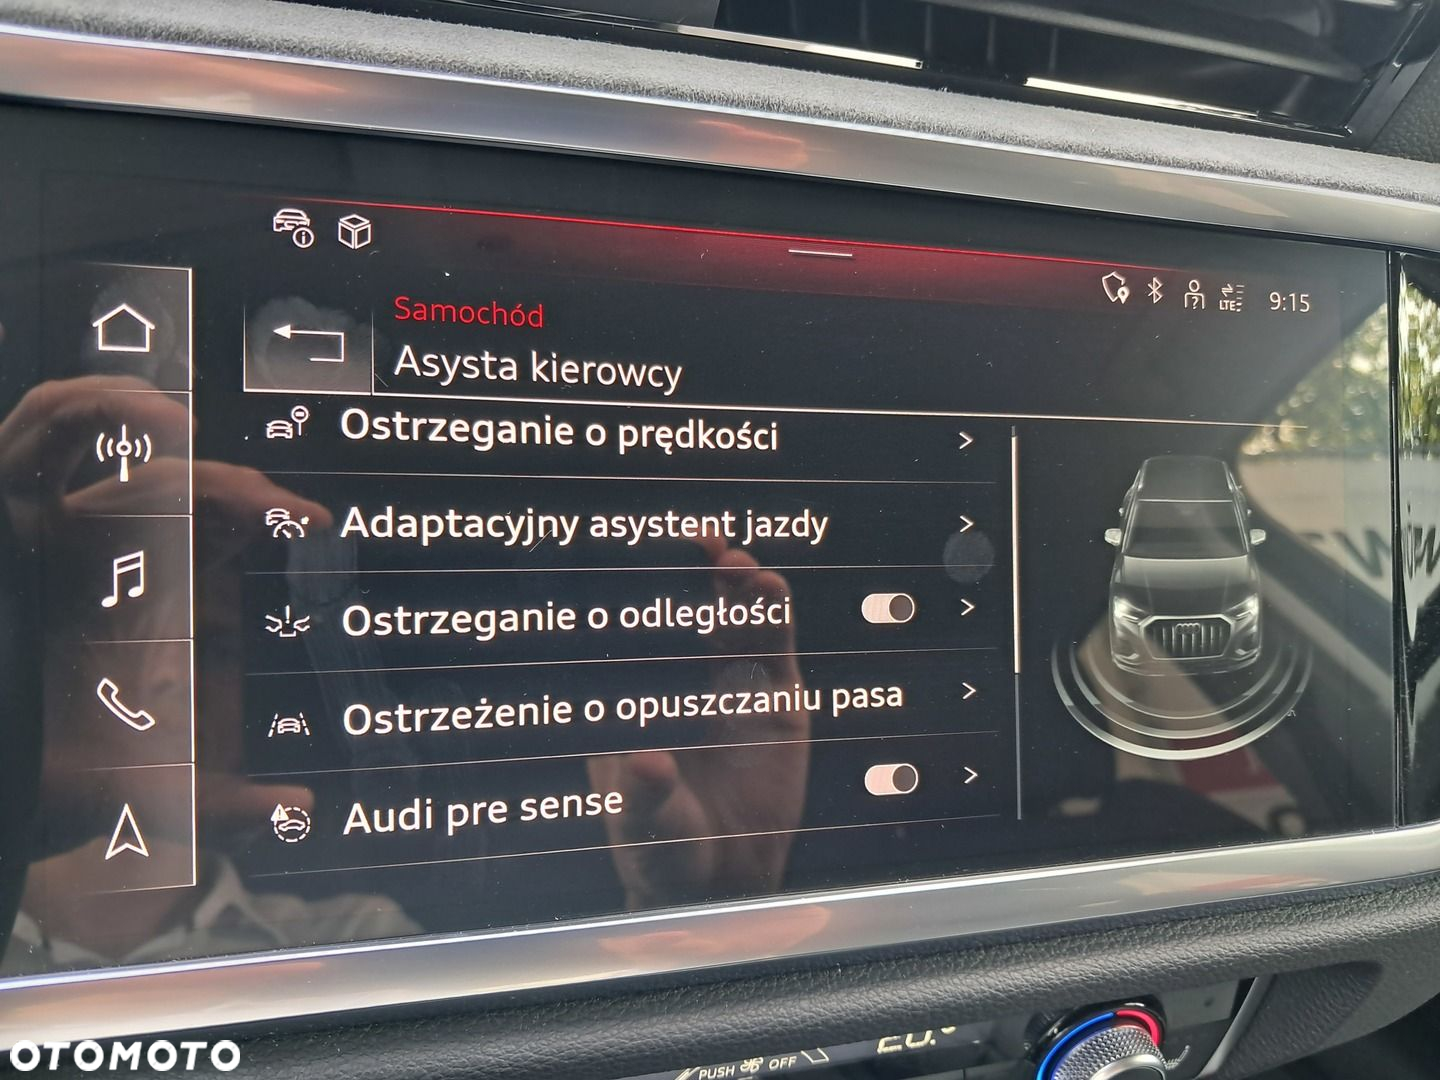 LTE
9:15
Samochód
Asysta kierowcy
Ostrzeganie o prędkości
Adaptacyjny asystent jazdy
Ostrzeganie o odległości
Ostrzeżenie o opuszczaniu pasa
Audi pre sense
PUSH OFF
OTOMOTO